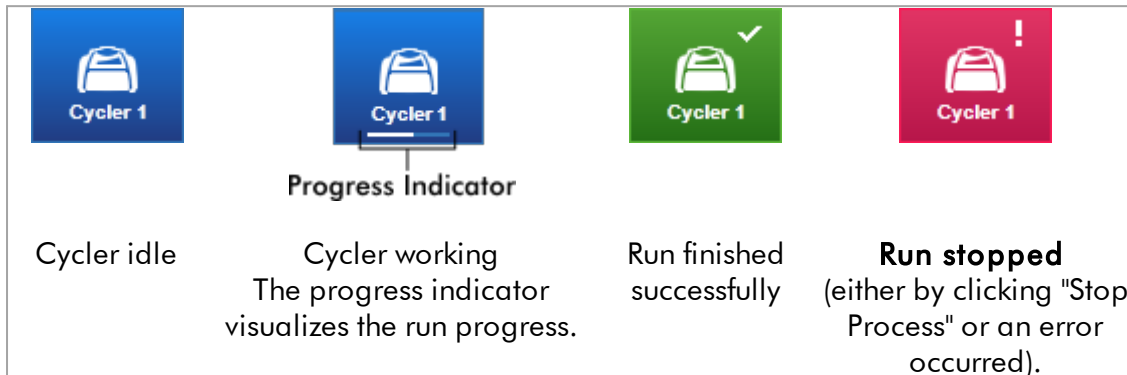 Cycler 1
Cycler 1
Cycler 1
!
Cycler 1
Progress Indicator
Cycler idle
Cycler working
The progress indicator
visualizes the run progress.
Run finished
successfully
Run stopped
(either by clicking "Stop
Process" or an error
occurred).